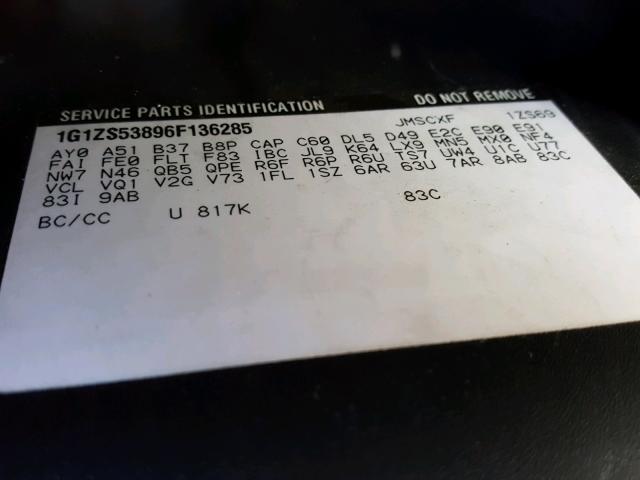 SERVICE PARTS IDENTIFICATION DO NOT REMOVE
1G1ZS53896F136285 JMSCXF 1ZS69
AY0 A51 B37 B8P CAP C60 DL5 D49 E2C E90 E91
FAI FE0 FLT F83 IBC JL9 K64 LX9 MN5 MX0 NF4
NW7 N46 QB5 QPE R6F R6P R6U TS7 UW4 U1C U77
VCL VQ1 V2G V73 1FL 1SZ 6AR 63U 7AR 8AB 83C
83I 9AB
BC/CC U 817K 83C